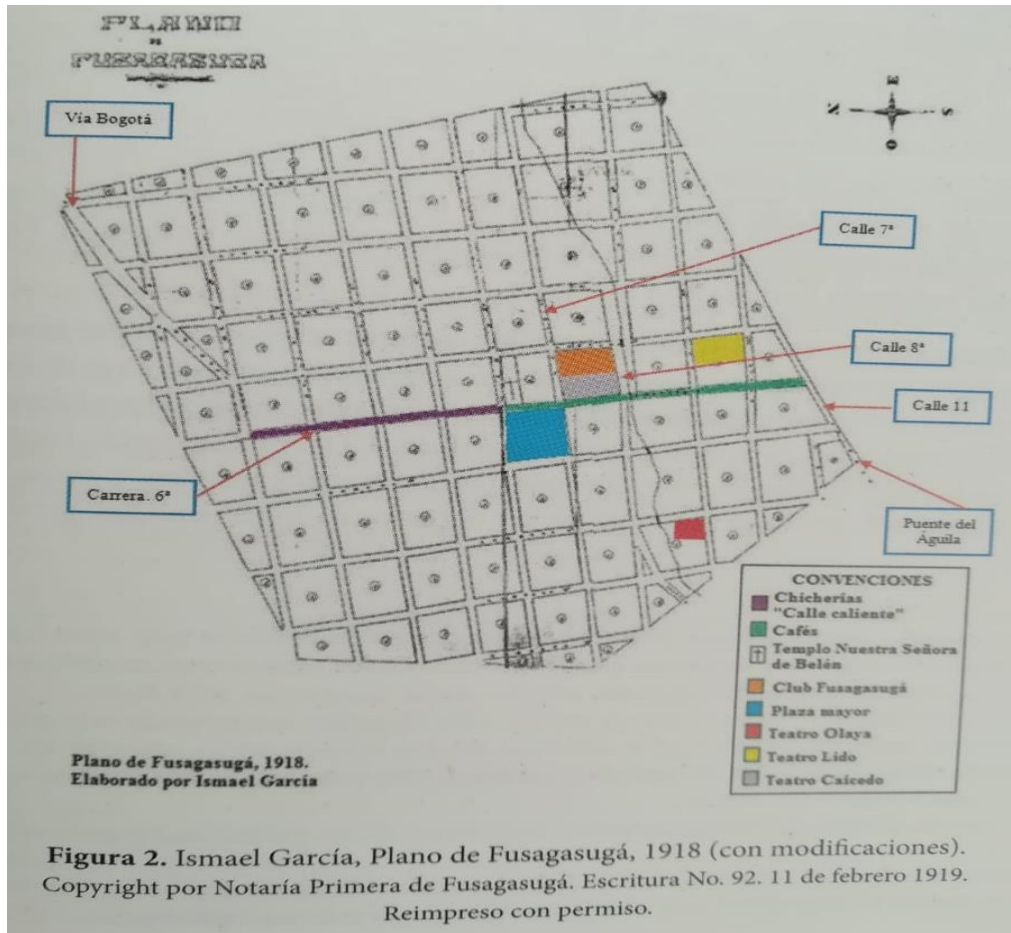 PLANO
DE
FUSAGASUGA
Vía Bogotá
E
N
S
O
Calle 7ª
Calle 8ª
Calle 11
Carrera. 6ª
Puente del
Águila
CONVENCIONES
Chicherías
"Calle caliente"
Cafés
Templo Nuestra Señora
de Belén
Club Fusagasugá
Plaza mayor
Teatro Olaya
Teatro Lido
Teatro Caicedo
Plano de Fusagasugá, 1918.
Elaborado por Ismael García
Figura 2. Ismael García, Plano de Fusagasugá, 1918 (con modificaciones).
Copyright por Notaría Primera de Fusagasugá. Escritura No. 92. 11 de febrero 1919.
Reimpreso con permiso.